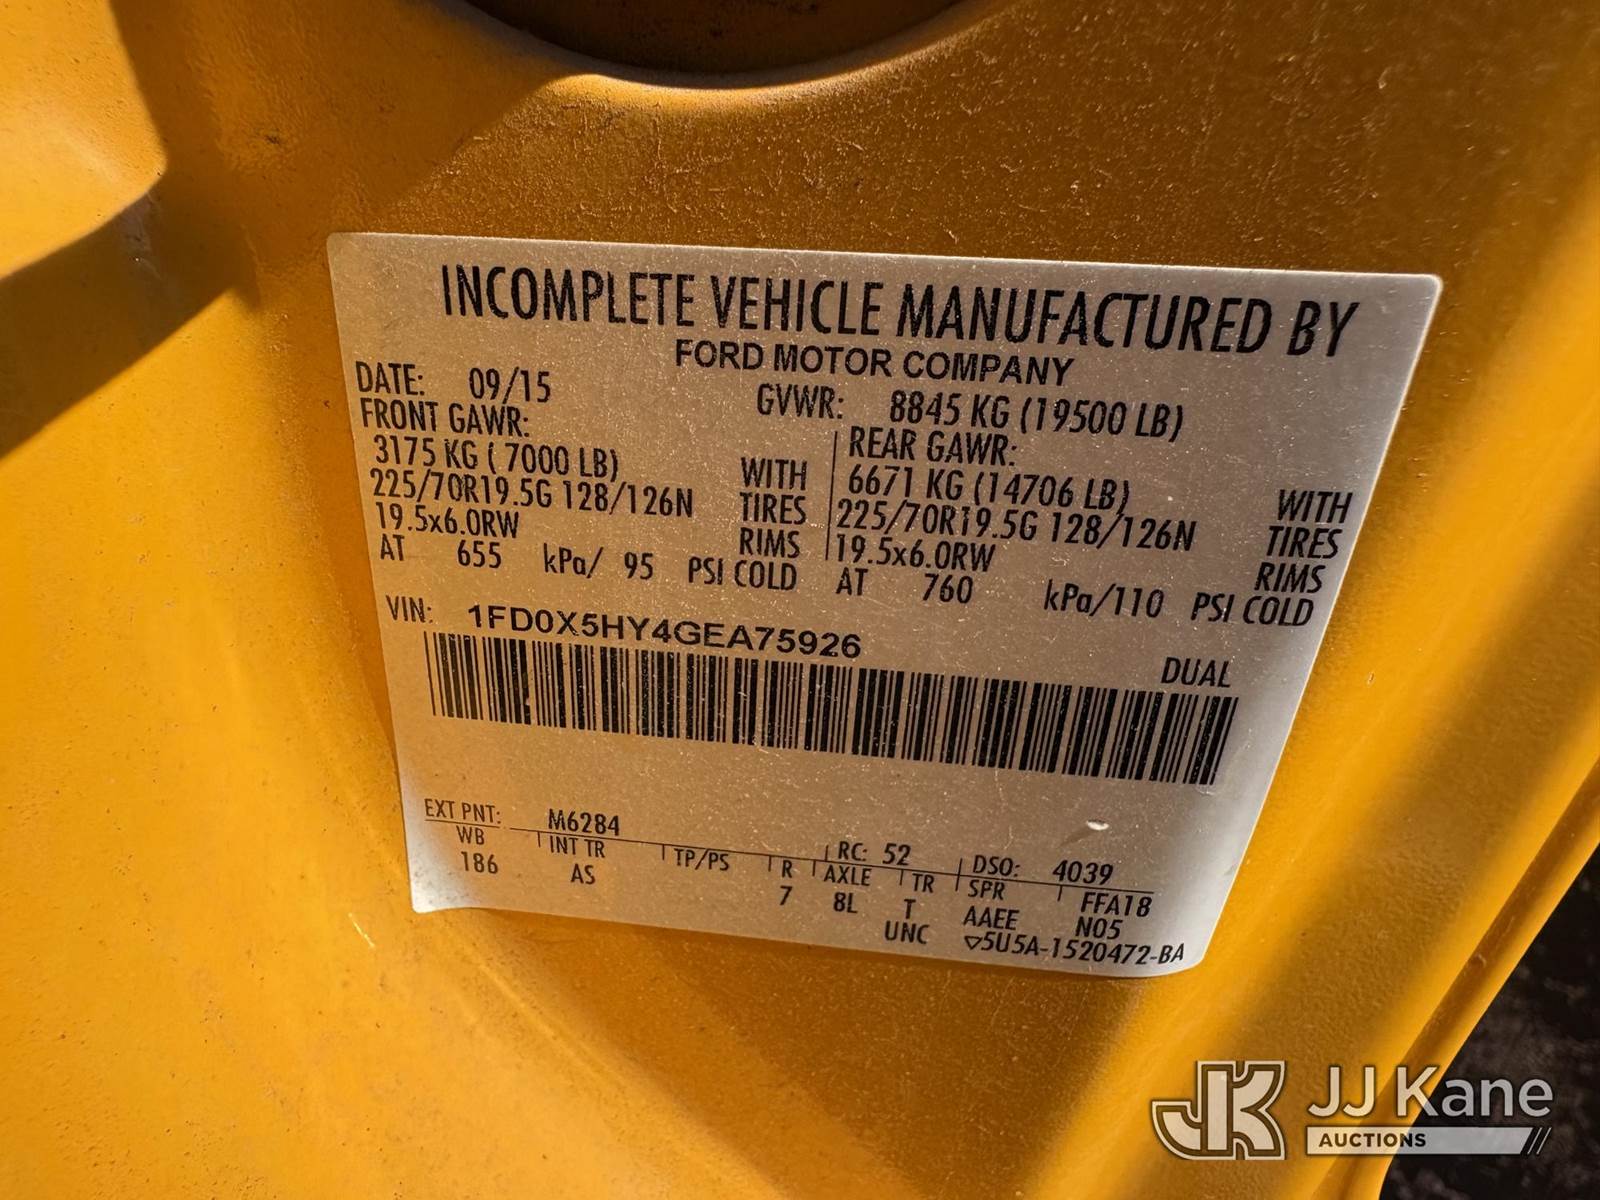 INCOMPLETE VEHICLE MANUFACTURED BY
FORD MOTOR COMPANY
DATE: 09/15 GVWR: 8845 KG (19500 LB)
FRONT GAWR: REAR GAWR:
3175 KG ( 7000 LB) WITH 6671 KG (14706 LB) WITH
225/70R19.5G 128/126N TIRES 225/70R19.5G 128/126N TIRES
19.5x6.0RW RIMS 19.5x6.0RW RIMS
AT 655 kPa/ 95 PSI COLD AT 760 kPa/110 PSI COLD
VIN: 1FD0X5HY4GEA75926
DUAL
EXT PNT: M6284 RC: 52 DSO: 4039
WB INT TR TP/PS R AXLE TR SPR FFA18
186 AS 7 8L T AAEE N05
UNC ▽5U5A-1520472-BA
JK JJ Kane
AUCTIONS